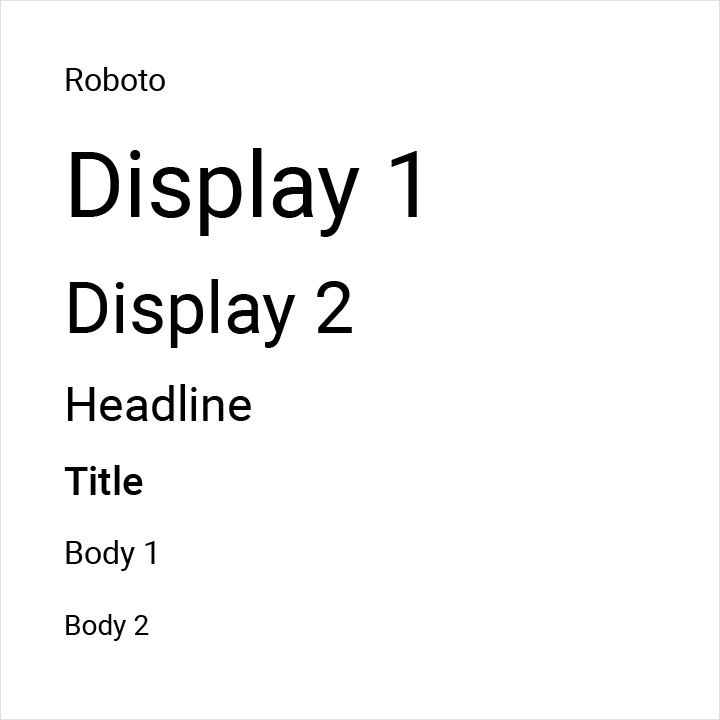 Roboto
Display 1
Display 2
Headline
Title
Body 1
Body 2